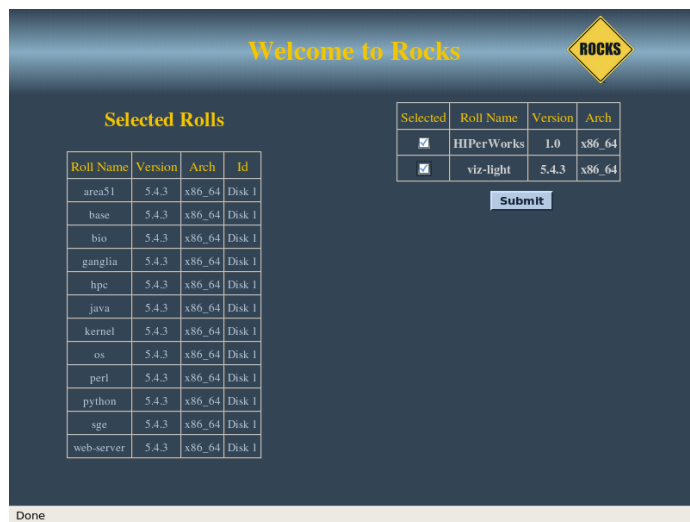 Welcome to Rocks
ROCKS
Selected Rolls
Roll Name Version Arch Id
area51 5.4.3 x86_64 Disk 1
base 5.4.3 x86_64 Disk 1
bio 5.4.3 x86_64 Disk 1
ganglia 5.4.3 x86_64 Disk 1
hpc 5.4.3 x86_64 Disk 1
java 5.4.3 x86_64 Disk 1
kernel 5.4.3 x86_64 Disk 1
os 5.4.3 x86_64 Disk 1
perl 5.4.3 x86_64 Disk 1
python 5.4.3 x86_64 Disk 1
sge 5.4.3 x86_64 Disk 1
web-server 5.4.3 x86_64 Disk 1
Selected Roll Name Version Arch
HIPerWorks 1.0 x86_64
viz-light 5.4.3 x86_64
Submit
Done